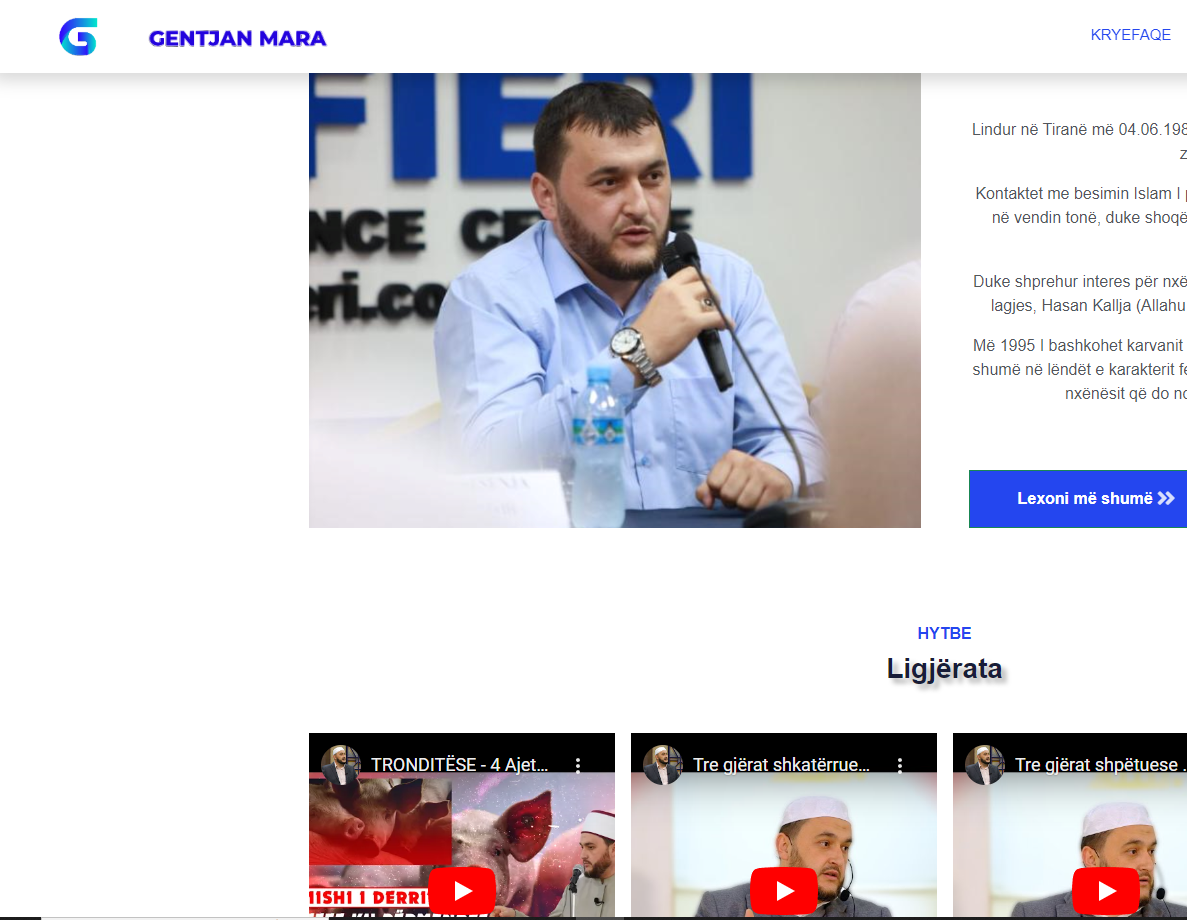 GENTJAN MARA
KRYEFAQE
FIERI
NCE CE
eri.co
Lindur në Tiranë më 04.06.198
z
Kontaktet me besimin Islam I p
në vendin tonë, duke shoqë
Duke shprehur interes për nxë
lagjes, Hasan Kallja (Allahu
Më 1995 I bashkohet karvanit
shumë në lëndët e karakterit fe
nxënësit që do no
Lexoni më shumë
HYTBE
Ligjërata
TRONDITËSE - 4 Ajet...
Tre gjërat shkatërrue...
Tre gjërat shpëtuese .
MISHI I DERRIT